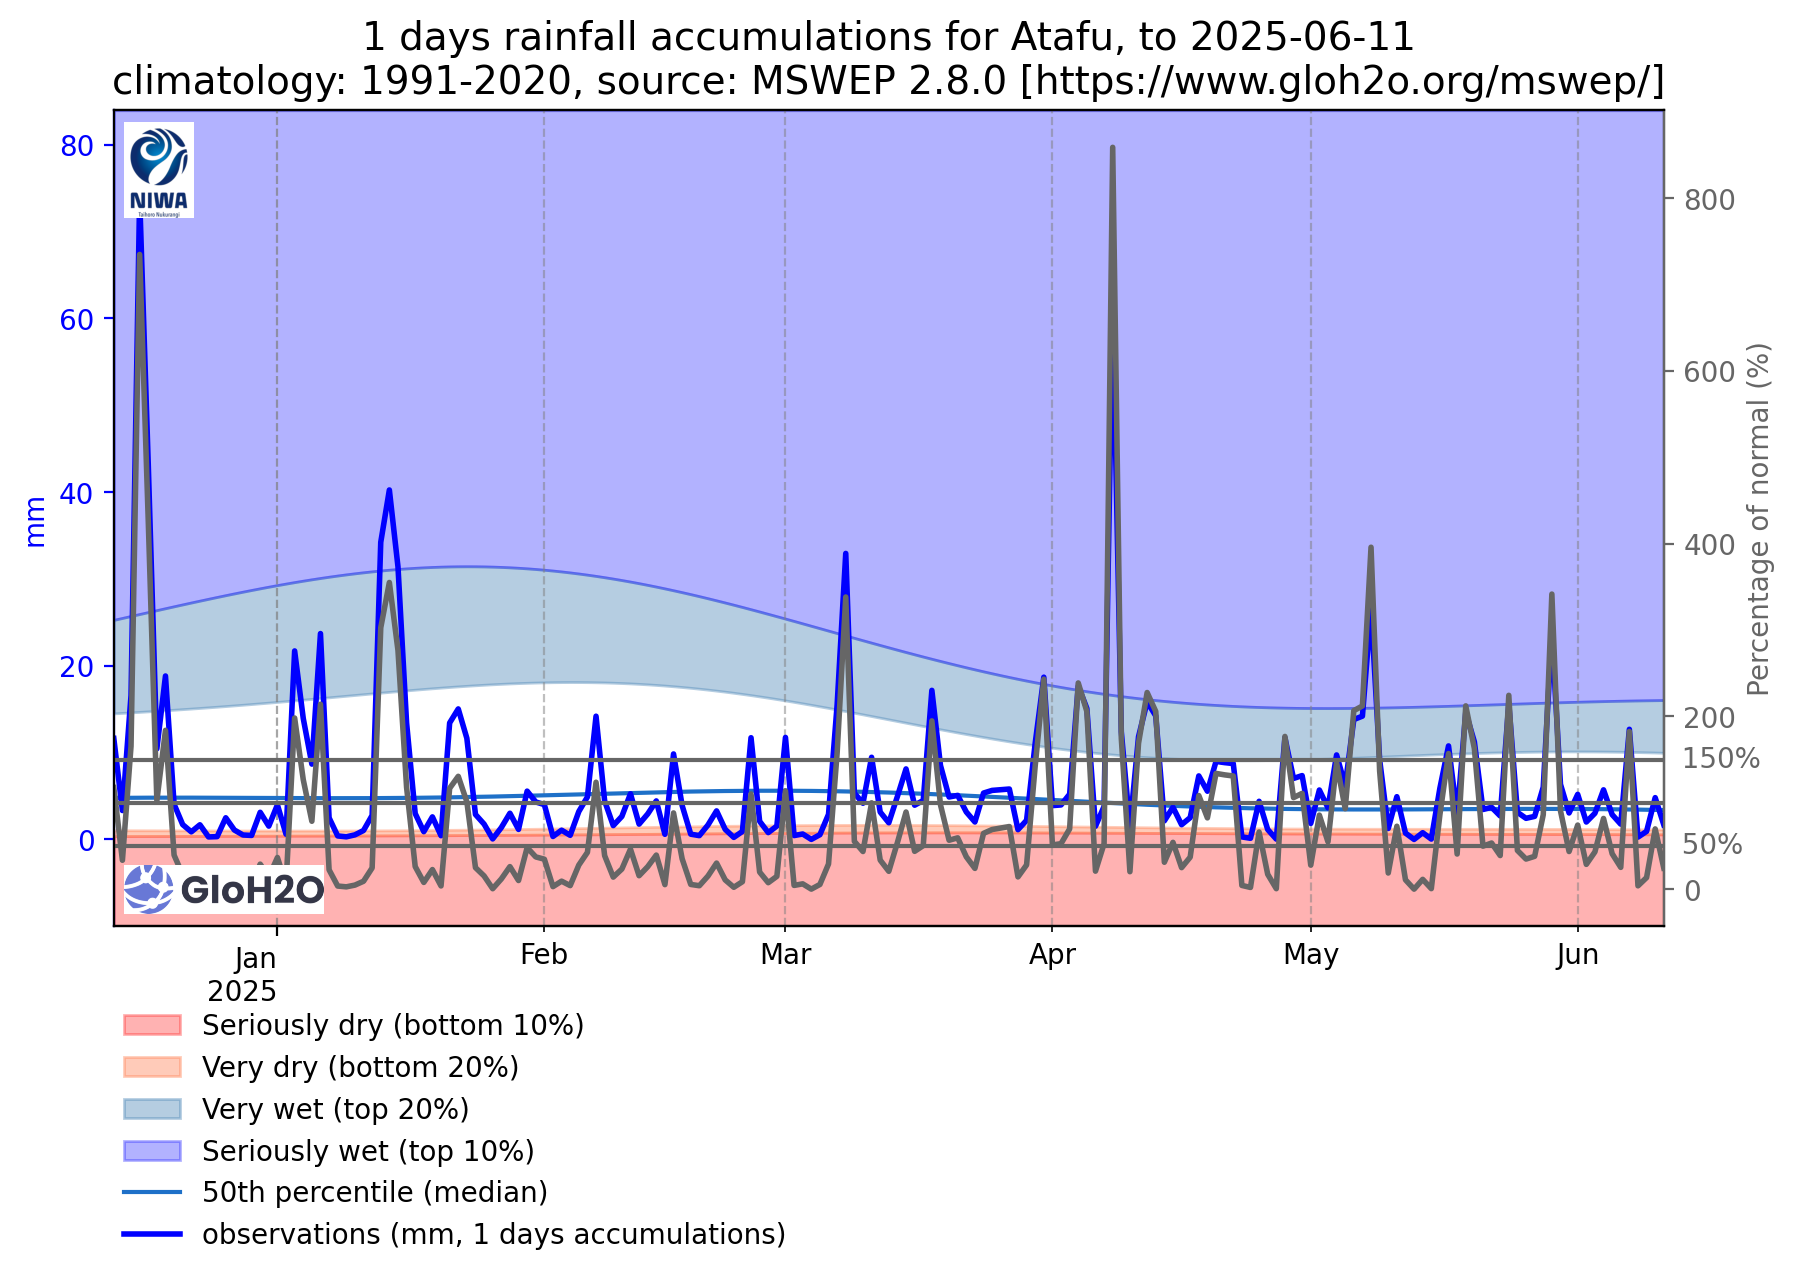 1 days rainfall accumulations for Atafu, to 2025-06-11
climatology: 1991-2020, source: MSWEP 2.8.0 [https://www.gloh2o.org/mswep/]
80
60
40
20
0
mm
NIWA
Taihoro Nukurangi
GloH2O
800
600
400
200
150%
50%
0
Percentage of normal (%)
Jan
2025
Feb
Mar
Apr
May
Jun
Seriously dry (bottom 10%)
Very dry (bottom 20%)
Very wet (top 20%)
Seriously wet (top 10%)
50th percentile (median)
observations (mm, 1 days accumulations)